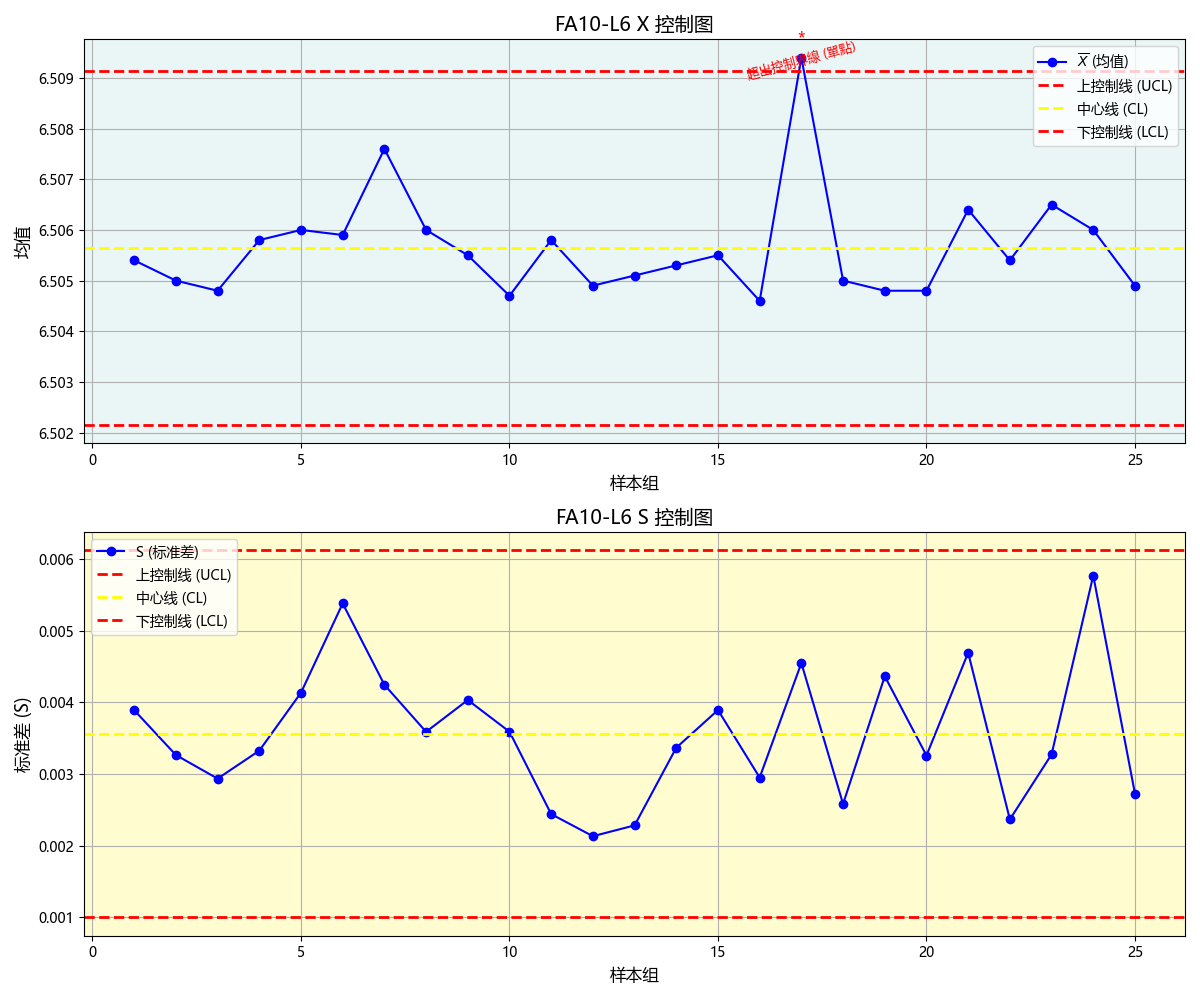 FA10-L6 X 控制图
*
超出控制界線 (單點)
X̅ (均值)
上控制线 (UCL)
中心线 (CL)
下控制线 (LCL)
均值
6.509
6.508
6.507
6.506
6.505
6.504
6.503
6.502
0 5 10 15 20 25
样本组
FA10-L6 S 控制图
S (标准差)
上控制线 (UCL)
中心线 (CL)
下控制线 (LCL)
标准差 (S)
0.006
0.005
0.004
0.003
0.002
0.001
0 5 10 15 20 25
样本组